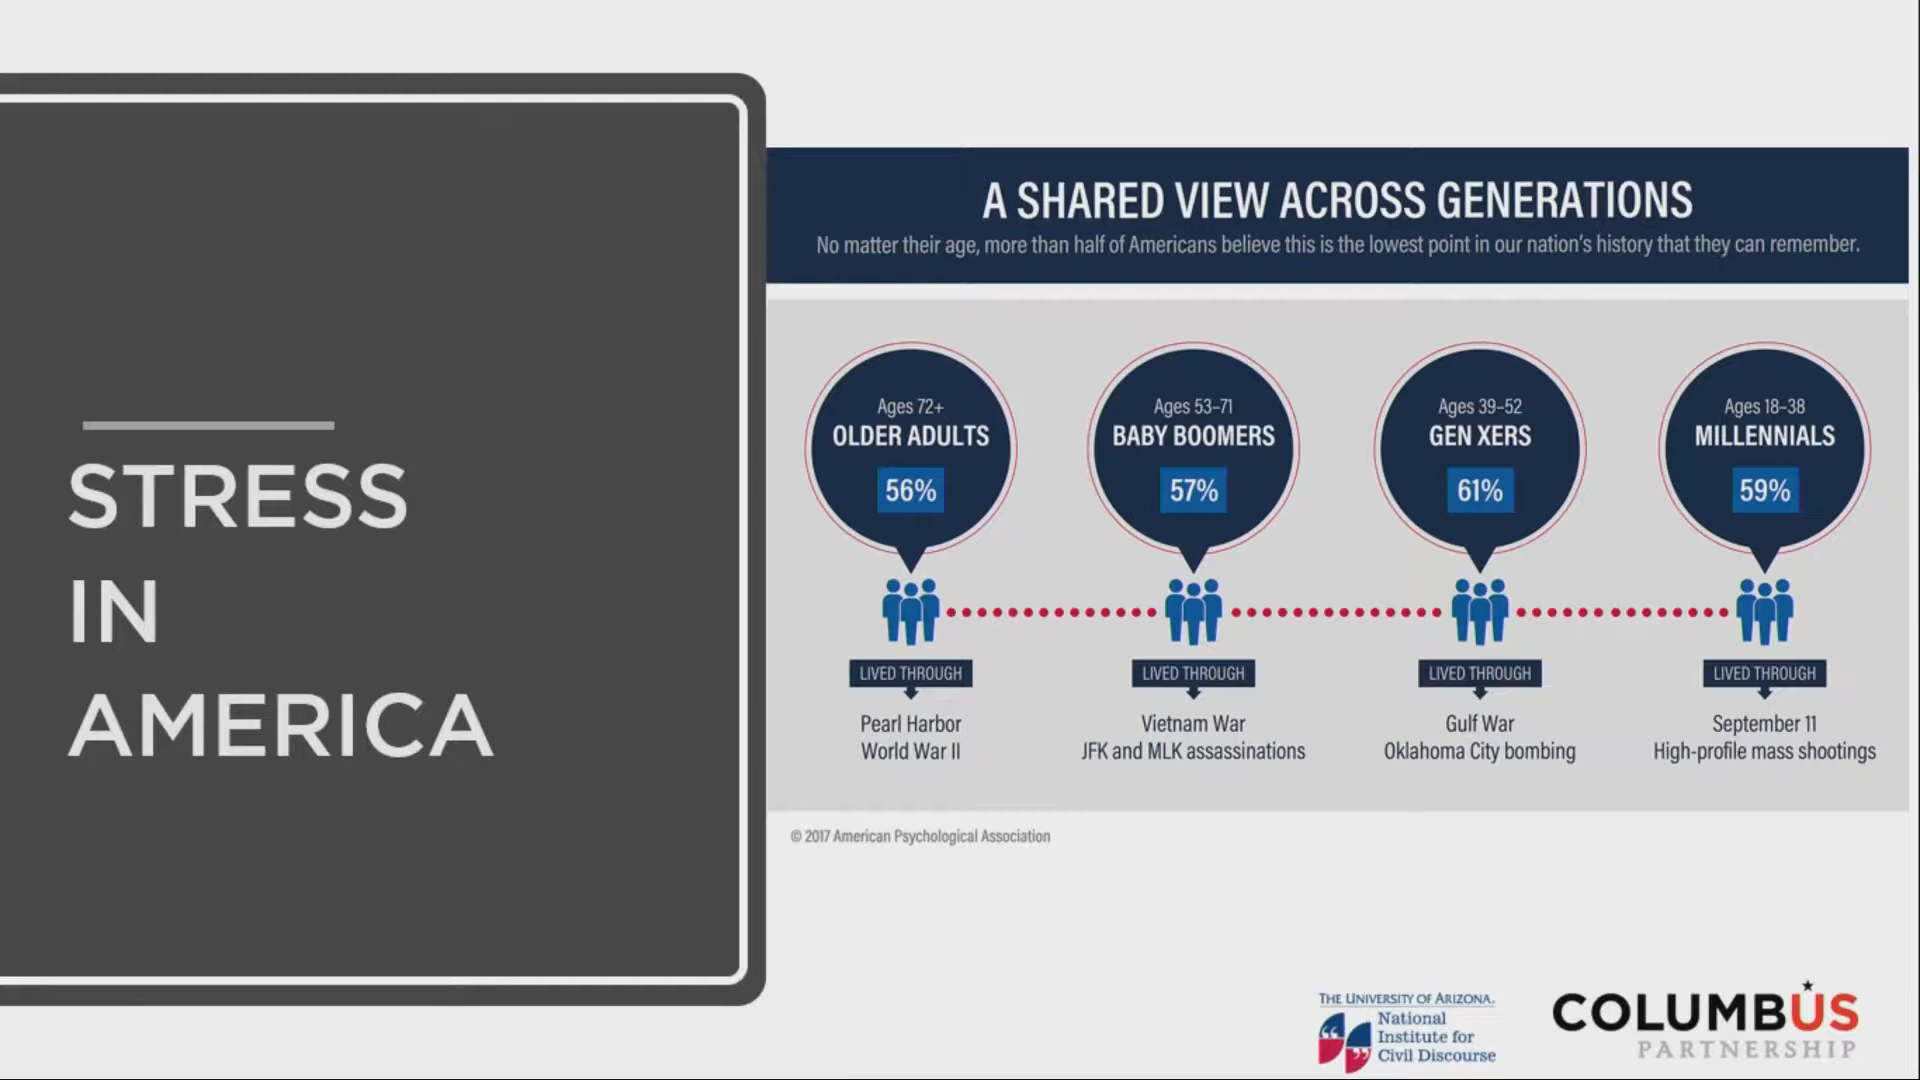 STRESS
IN
AMERICA
A SHARED VIEW ACROSS GENERATIONS
No matter their age, more than half of Americans believe this is the lowest point in our nation's history that they can remember.
Ages 72+
OLDER ADULTS
56%
LIVED THROUGH
Pearl Harbor
World War II
Ages 53–71
BABY BOOMERS
57%
LIVED THROUGH
Vietnam War
JFK and MLK assassinations
Ages 39–52
GEN XERS
61%
LIVED THROUGH
Gulf War
Oklahoma City bombing
Ages 18–38
MILLENNIALS
59%
LIVED THROUGH
September 11
High-profile mass shootings
© 2017 American Psychological Association
THE UNIVERSITY OF ARIZONA.
National
Institute for
Civil Discourse
COLUMBUS
PARTNERSHIP